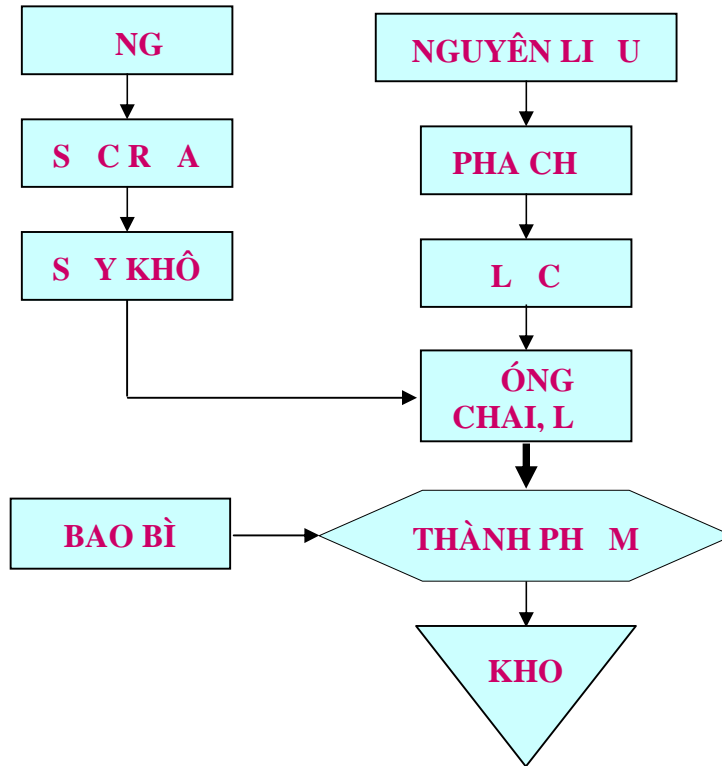 NG
NGUYÊN LI U
S C R A
PHA CH
S Y KHÔ
L C
ÓNG
CHAI, L
BAO BÌ
THÀNH PH M
KHO